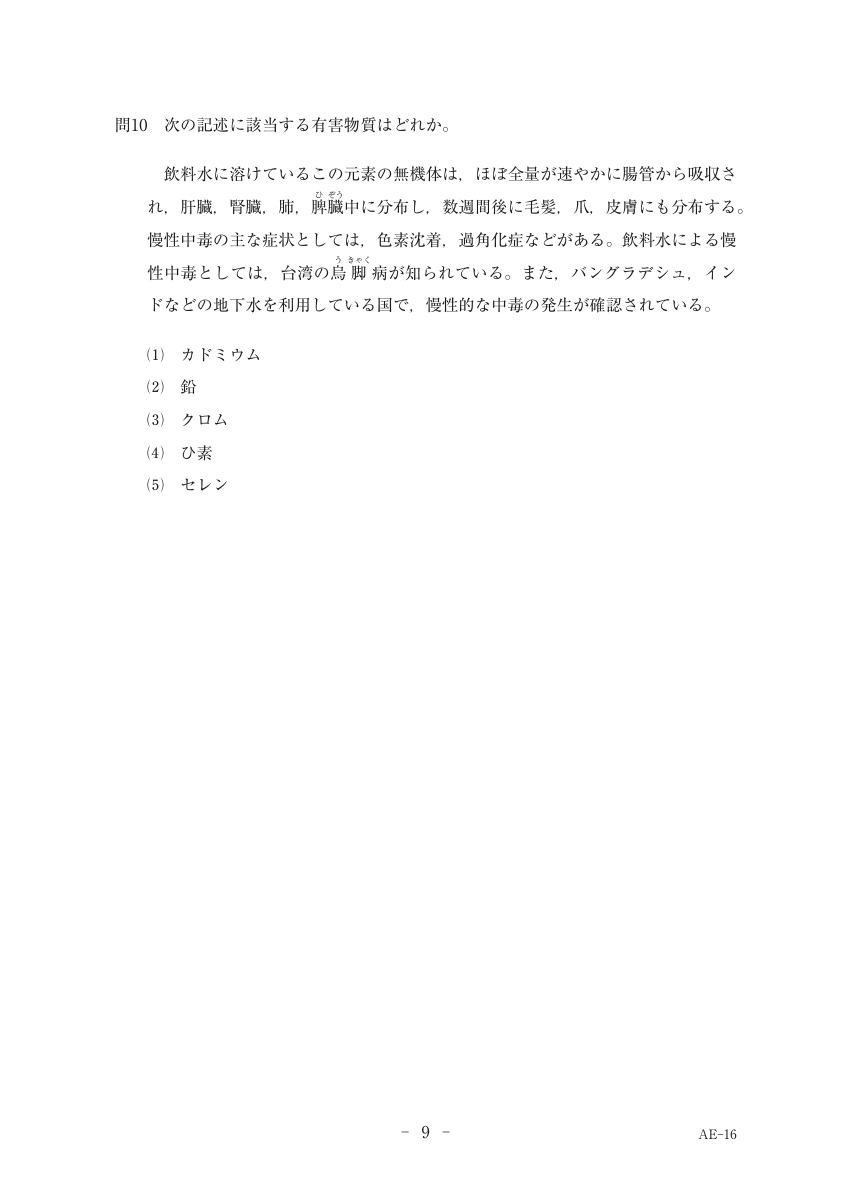 問10　次の記述に該当する有害物質はどれか。
飲料水に溶けているこの元素の無機体は，ほぼ全量が速やかに腸管から吸収さ
ひ ぞう
れ，肝臓，腎臓，肺，脾臓中に分布し，数週間後に毛髪，爪，皮膚にも分布する。
慢性中毒の主な症状としては，色素沈着，過角化症などがある。飲料水による慢
う きゃく
性中毒としては，台湾の烏脚病が知られている。また，バングラデシュ，イン
ドなどの地下水を利用している国で，慢性的な中毒の発生が確認されている。
(1)　カドミウム
(2)　鉛
(3)　クロム
(4)　ひ素
(5)　セレン
－ 9 －
AE-16